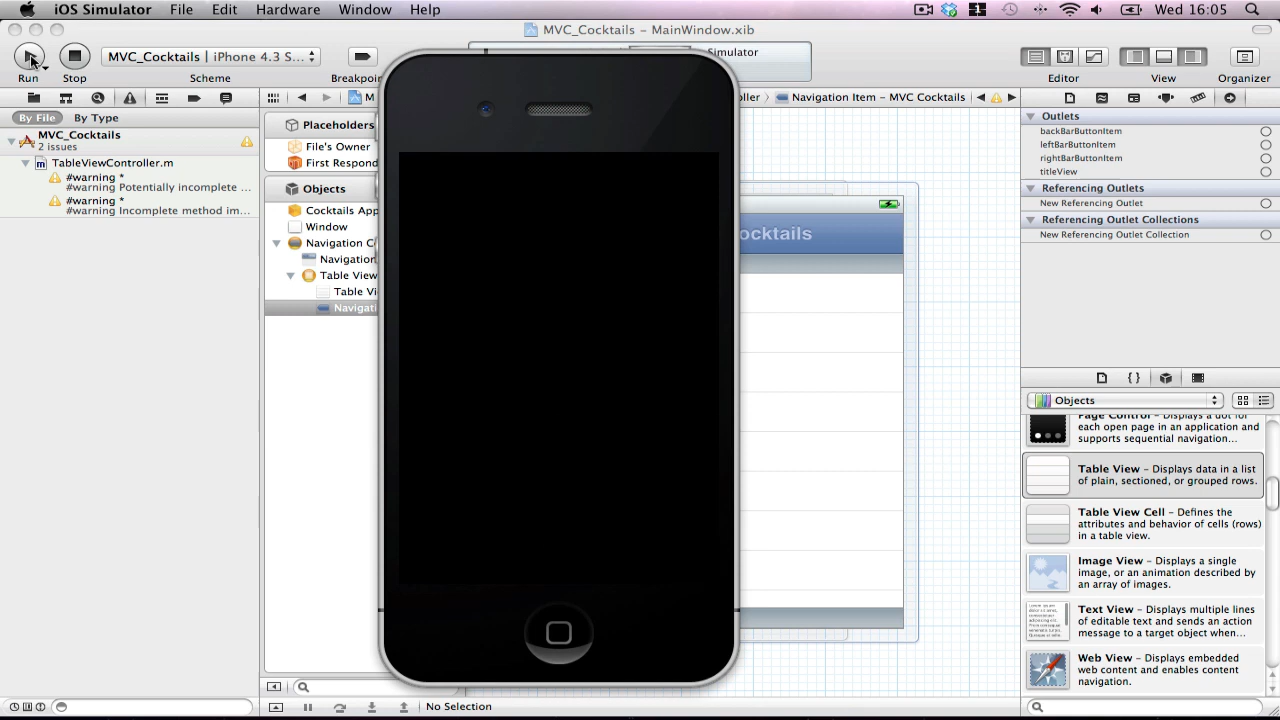 iOS Simulator File Edit Hardware Window Help Wed 16:05
MVC_Cocktails – MainWindow.xib
MVC_Cocktails | iPhone 4.3 S... Simulator
Run Stop Scheme Breakpoin Editor View Organizer
M ller Navigation Item – MVC Cocktails
By File By Type
MVC_Cocktails
2 issues
TableViewController.m
#warning *
#warning Potentially incomplete ...
#warning *
#warning Incomplete method im...
Placeholders
File's Owner
First Respond
Objects
Cocktails App
Window
Navigation C
Navigation
Table View
Table Vi
Navigati
ocktails
No Selection
Outlets
backBarButtonItem
leftBarButtonItem
rightBarButtonItem
titleView
Referencing Outlets
New Referencing Outlet
Referencing Outlet Collections
New Referencing Outlet Collection
{ }
Objects
Page Control – Displays a dot for
each open page in an application and
supports sequential navigation...
Table View – Displays data in a list
of plain, sectioned, or grouped rows.
Table View Cell – Defines the
attributes and behavior of cells (rows)
in a table view.
Image View – Displays a single
image, or an animation described by
an array of images.
Text View – Displays multiple lines
of editable text and sends an action
message to a target object when...
Web View – Displays embedded
web content and enables content
navigation.